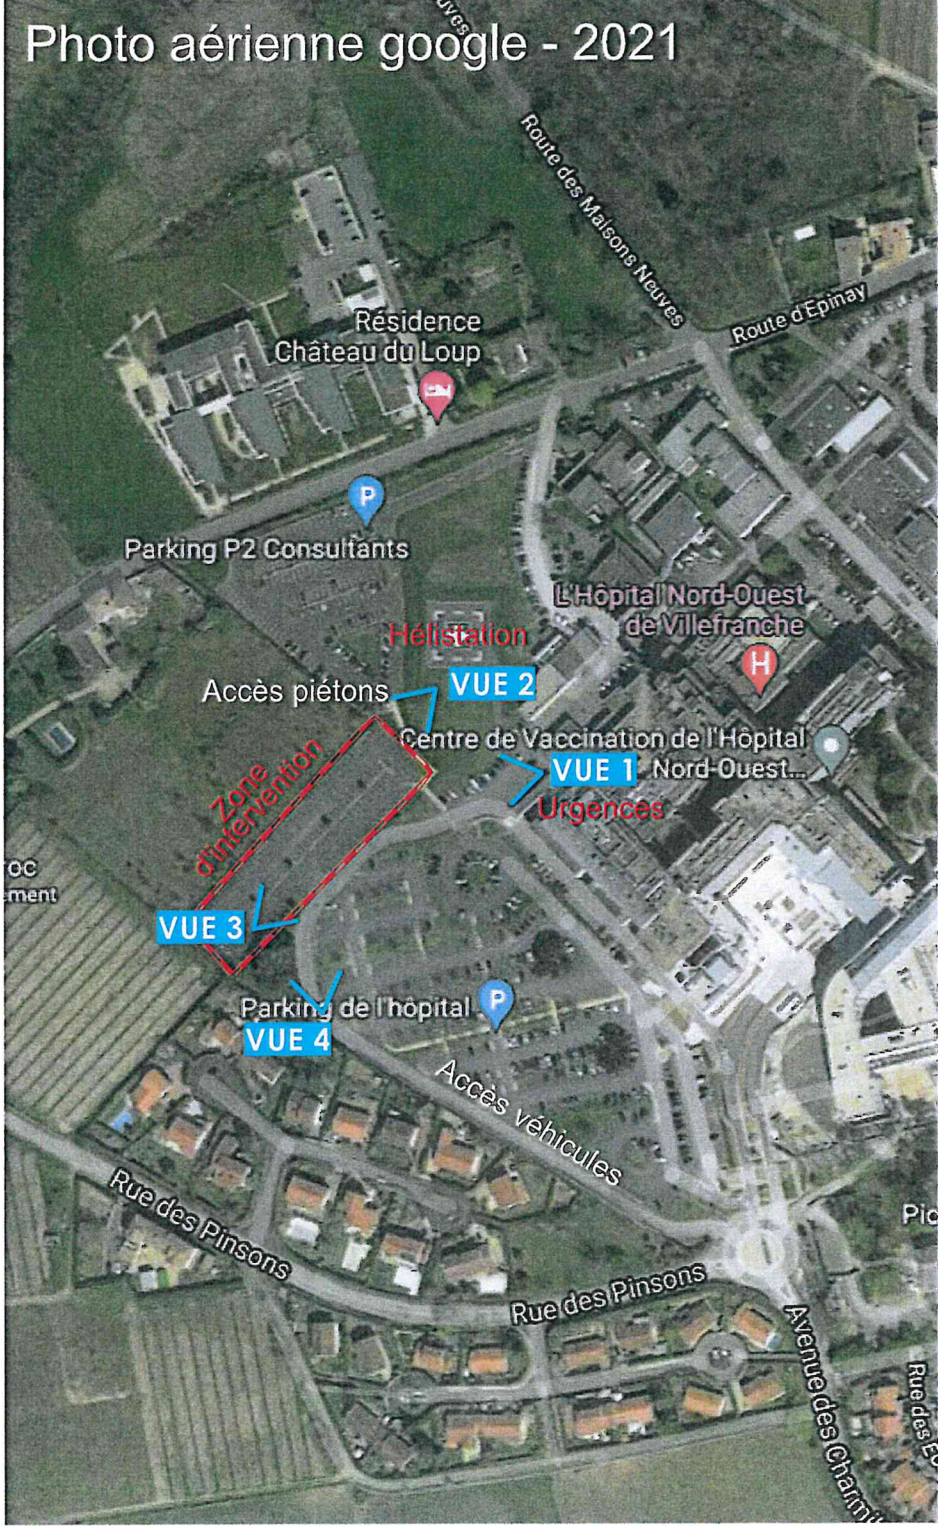 Photo aérienne google - 2021
Route des Maisons Neuves
Route d'Epinay
Résidence
Château du Loup
P
Parking P2 Consultants
L'Hôpital Nord-Ouest
de Villefranche
H
Hélistation
Accès piétons
VUE 2
Centre de Vaccination de l'Hôpital
Nord-Ouest...
VUE 1
Urgences
Zone
d'intervention
VUE 3
Parking de l'hôpital
P
VUE 4
Accès véhicules
Rue des Pinsons
Rue des Pinsons
Avenue des Charmil